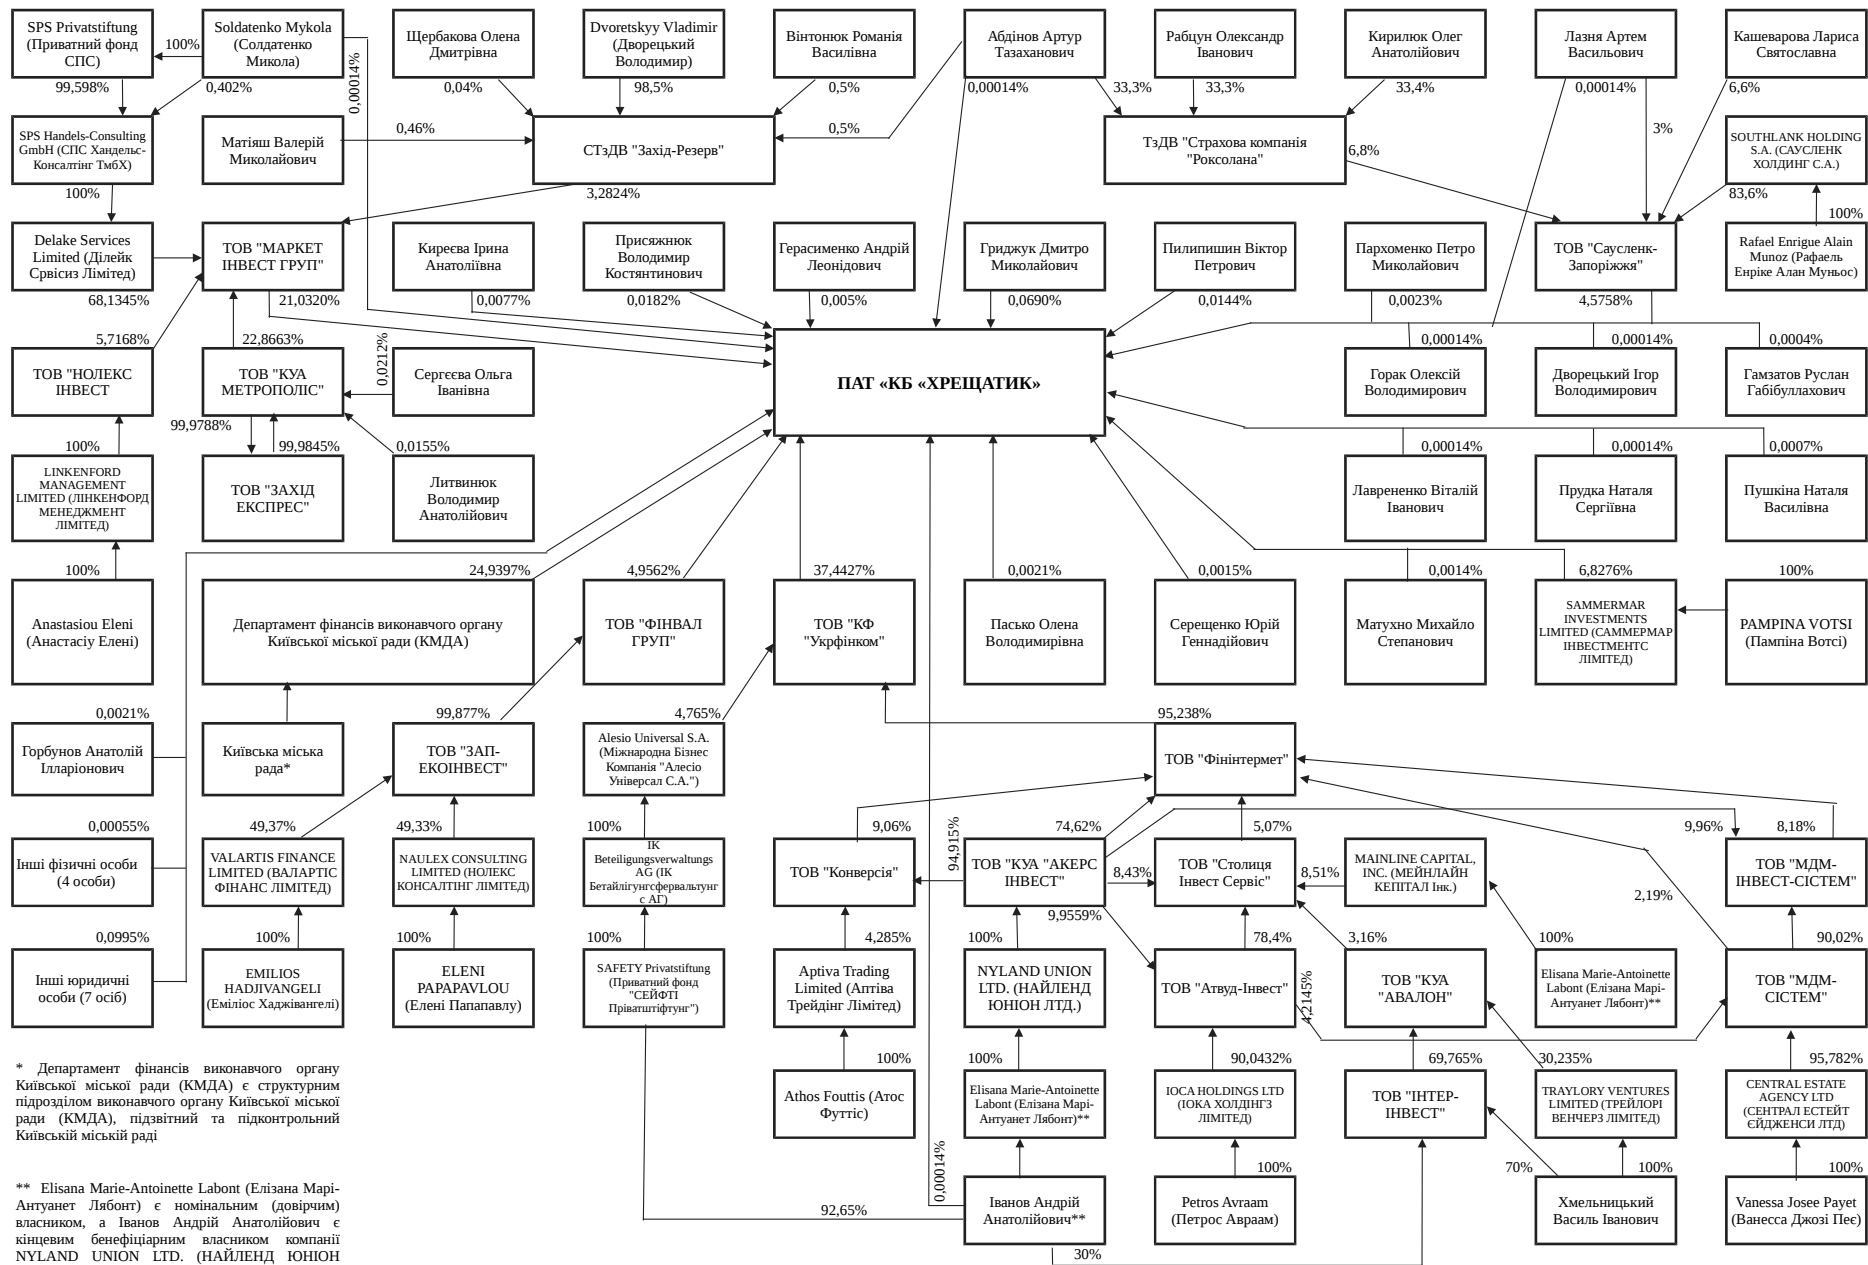 SPS Privatstiftung
(Приватний фонд
СПС)
100%
Soldatenko Mykola
(Солдатенко
Микола)
0,00014%
Щербакова Олена
Дмитрівна
Dvoretskyy Vladimir
(Дворецький
Володимир)
Вінтонюк Романія
Василівна
Абдінов Артур
Тазаханович
Рабцун Олександр
Іванович
Кирилюк Олег
Анатолійович
Лазня Артем
Васильович
Кашеварова Лариса
Святославна
99,598%
0,402%
0,04%
98,5%
0,5%
0,00014%
33,3%
33,3%
33,4%
0,00014%
6,6%
SPS Handels-Consulting
GmbH (СПС Хандельс-
Консалтінг ТмбХ)
Матіяш Валерій
Миколайович
0,46%
СТзДВ "Захід-Резерв"
0,5%
ТзДВ "Страхова компанія
"Роксолана"
6,8%
3%
SOUTHLANK HOLDING
S.A. (САУСЛЕНК
ХОЛДИНГ С.А.)
100%
3,2824%
83,6%
100%
Delake Services
Limited (Ділейк
Срвісиз Лімітед)
ТОВ "МАРКЕТ
ІНВЕСТ ГРУП"
Киреєва Ірина
Анатоліївна
Присяжнюк
Володимир
Костянтинович
Герасименко Андрій
Леонідович
Гриджук Дмитро
Миколайович
Пилипишин Віктор
Петрович
Пархоменко Петро
Миколайович
ТОВ "Саусленк-
Запоріжжя"
Rafael Enrigue Alain
Munoz (Рафаель
Енріке Алан Муньос)
68,1345%
21,0320%
0,0077%
0,0182%
0,005%
0,0690%
0,0144%
0,0023%
4,5758%
5,7168%
22,8663%
0,0212%
0,00014%
0,00014%
0,0004%
ТОВ "НОЛЕКС
ІНВЕСТ
ТОВ "КУА
МЕТРОПОЛІС"
Сергєєва Ольга
Іванівна
ПАТ «КБ «ХРЕЩАТИК»
Горак Олексій
Володимирович
Дворецький Ігор
Володимирович
Гамзатов Руслан
Габібуллахович
99,9788%
100%
99,9845%
0,0155%
0,00014%
0,00014%
0,0007%
LINKENFORD
MANAGEMENT
LIMITED (ЛІНКЕНФОРД
МЕНЕДЖМЕНТ
ЛІМІТЕД)
ТОВ "ЗАХІД
ЕКСПРЕС"
Литвинюк
Володимир
Анатолійович
Лаврененко Віталій
Іванович
Прудка Наталя
Сергіївна
Пушкіна Наталя
Василівна
100%
24,9397%
4,9562%
37,4427%
0,0021%
0,0015%
0,0014%
6,8276%
100%
Anastasiou Eleni
(Анастасіу Елені)
Департамент фінансів виконавчого органу
Київської міської ради (КМДА)
ТОВ "ФІНВАЛ
ГРУП"
ТОВ "КФ
"Укрфінком"
Пасько Олена
Володимирівна
Серещенко Юрій
Геннадійович
Матухно Михайло
Степанович
SAMMERMAR
INVESTMENTS
LIMITED (САММЕРМАР
ІНВЕСТМЕНТС
ЛІМІТЕД)
PAMPINA VOTSI
(Пампіна Вотсі)
0,0021%
99,877%
4,765%
95,238%
Горбунов Анатолій
Ілларіонович
Київська міська
рада*
ТОВ "ЗАП-
ЕКОІНВЕСТ"
Alesio Universal S.A.
(Міжнародна Бізнес
Компанія "Алесіо
Універсал С.А.")
ТОВ "Фінінтермет"
0,00055%
49,37%
49,33%
100%
9,06%
94,915%
74,62%
5,07%
9,96%
8,18%
Інші фізичні особи
(4 особи)
VALARTIS FINANCE
LIMITED (ВАЛАРТІС
ФІНАНС ЛІМІТЕД)
NAULEX CONSULTING
LIMITED (НОЛЕКС
КОНСАЛТІНГ ЛІМІТЕД)
IK
Beteiligungsverwaltungs
AG (ІК
Бетайлігунгсфервальтунг
с АГ)
ТОВ "Конверсія"
ТОВ "КУА "АКЕРС
ІНВЕСТ"
8,43%
ТОВ "Столиця
Інвест Сервіс"
8,51%
MAINLINE CAPITAL,
INC. (МЕЙНЛАЙН
КЕПІТАЛ Інк.)
2,19%
ТОВ "МДМ-
ІНВЕСТ-СІСТЕМ"
9,9559%
0,0995%
100%
100%
100%
4,285%
100%
78,4%
3,16%
100%
90,02%
Інші юридичні
особи (7 осіб)
EMILIOS
HADJIVANGELI
(Еміліос Хаджівангелі)
ELENI
PAPAPAVLOU
(Елені Папапавлу)
SAFETY Privatstiftung
(Приватний фонд
"СЕЙФТІ
Пріватштіфтунг")
Aptiva Trading
Limited (Аптіва
Трейдінг Лімітед)
NYLAND UNION
LTD. (НАЙЛЕНД
ЮНІОН ЛТД.)
ТОВ "Атвуд-Інвест"
4,2145%
ТОВ "КУА
"АВАЛОН"
Elisana Marie-Antoinette
Labont (Елізана Марі-
Антуанет Лябонт)**
ТОВ "МДМ-
СІСТЕМ"
100%
100%
90,0432%
69,765%
30,235%
95,782%
Athos Fouttis (Атос
Футтіс)
Elisana Marie-Antoinette
Labont (Елізана Марі-
Антуанет Лябонт)**
IOCA HOLDINGS LTD
(ІОКА ХОЛДІНГЗ
ЛІМІТЕД)
ТОВ "ІНТЕР-
ІНВЕСТ"
TRAYLORY VENTURES
LIMITED (ТРЕЙЛОРІ
ВЕНЧЕРЗ ЛІМІТЕД)
CENTRAL ESTATE
AGENCY LTD
(СЕНТРАЛ ЕСТЕЙТ
ЄЙДЖЕНСИ ЛТД)
0,00014%
100%
70%
100%
100%
92,65%
Іванов Андрій
Анатолійович**
Petros Avraam
(Петрос Авраам)
Хмельницький
Василь Іванович
Vanessa Josee Payet
(Ванесса Джозі Пеє)
30%
* Департамент фінансів виконавчого органу
Київської міської ради (КМДА) є структурним
підрозділом виконавчого органу Київської міської
ради (КМДА), підзвітний та підконтрольний
Київській міській раді
** Elisana Marie-Antoinette Labont (Елізана Марі-
Антуанет Лябонт) є номінальним (довірчим)
власником, а Іванов Андрій Анатолійович є
кінцевим бенефіціарним власником компанії
NYLAND UNION LTD. (НАЙЛЕНД ЮНІОН